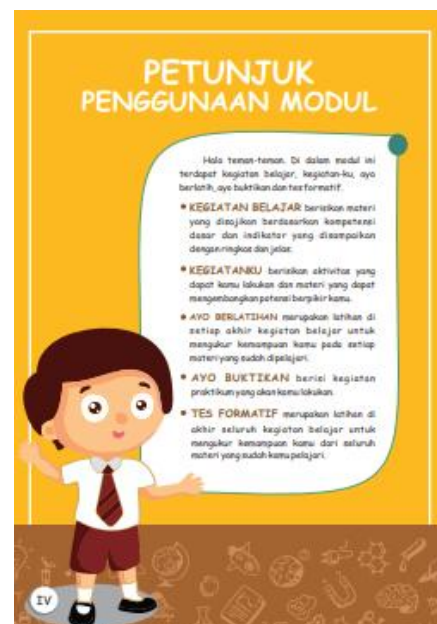 PETUNJUK
PENGGUNAAN MODUL
Halo teman-teman. Di dalam modul ini
terdapat kegiatan belajar, kegiatan-ku, ayo
berlatih, ayo buktikan dan tes formatif.
• KEGIATAN BELAJAR berisikan materi
yang disajikan berdasarkan kompetensi
dasar dan indikator yang disampaikan
dengan ringkas dan jelas.
• KEGIATANKU berisikan aktivitas yang
dapat kamu lakukan dan materi yang dapat
mengembangkan potensi berpikir kamu.
• AYO BERLATIHAN merupakan latihan di
setiap akhir kegiatan belajar untuk
mengukur kemampuan kamu pada setiap
materi yang sudah dipelajari.
• AYO BUKTIKAN berisi kegiatan
praktikum yang akan kamu lakukan.
• TES FORMATIF merupakan latihan di
akhir seluruh kegiatan belajar untuk
mengukur kemampuan kamu dari seluruh
materi yang sudah kamu pelajari.
IV